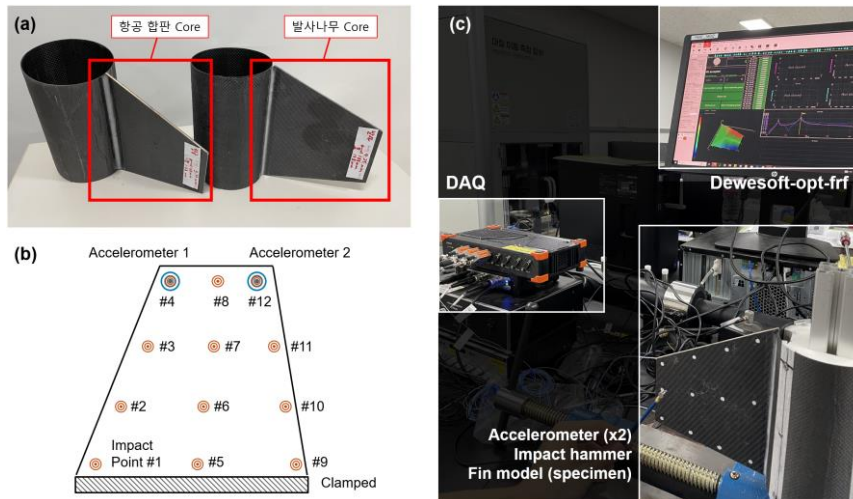 (a)
항공 합판 Core
발사나무 Core
(b)
Accelerometer 1
Accelerometer 2
#4
#8
#12
#3
#7
#11
#2
#6
#10
Impact
Point #1
#5
#9
Clamped
(c)
DAQ
Dewesoft-opt-frf
Accelerometer (x2)
Impact hammer
Fin model (specimen)